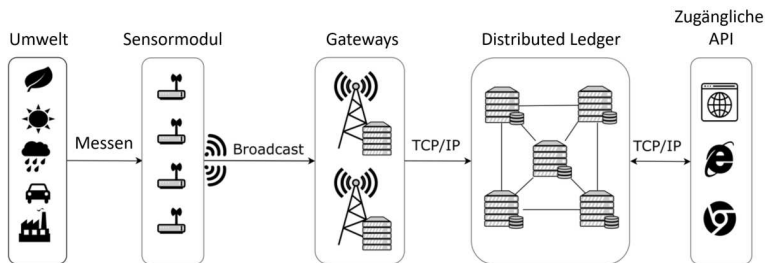 Umwelt
Sensormodul
Gateways
Distributed Ledger
Zugängliche
API
Messen
Broadcast
TCP/IP
TCP/IP